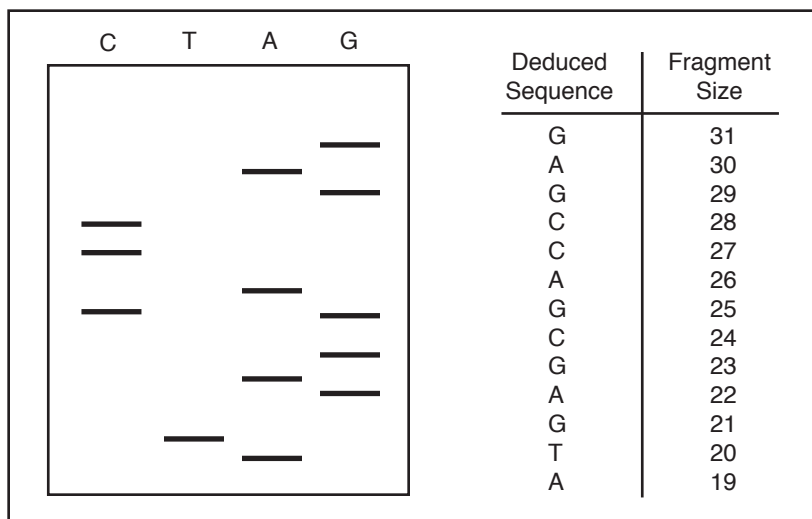 C T A G
Deduced Sequence Fragment Size
G 31
A 30
G 29
C 28
C 27
A 26
G 25
C 24
G 23
A 22
G 21
T 20
A 19